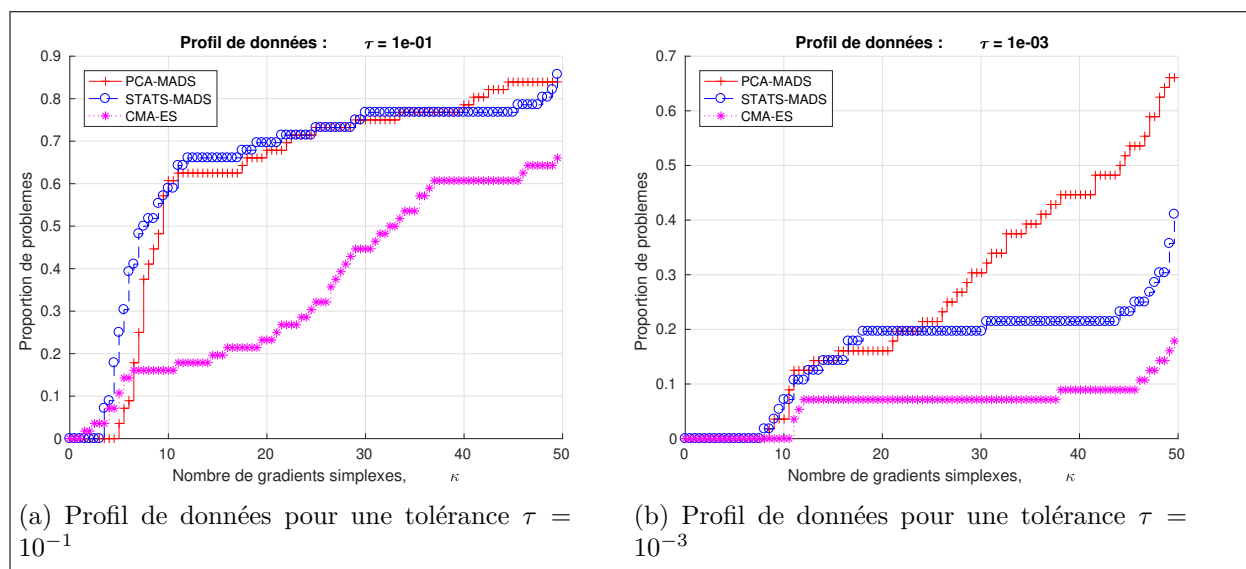 Profil de données : τ = 1e-01
0.9
0.8
0.7
0.6
0.5
0.4
0.3
0.2
0.1
0
Proportion de problemes
PCA-MADS
STATS-MADS
CMA-ES
0 10 20 30 40 50
Nombre de gradients simplexes, κ
(a) Profil de données pour une tolérance τ =
10⁻¹
Profil de données : τ = 1e-03
0.7
0.6
0.5
0.4
0.3
0.2
0.1
0
Proportion de problemes
PCA-MADS
STATS-MADS
CMA-ES
0 10 20 30 40 50
Nombre de gradients simplexes, κ
(b) Profil de données pour une tolérance τ =
10⁻³